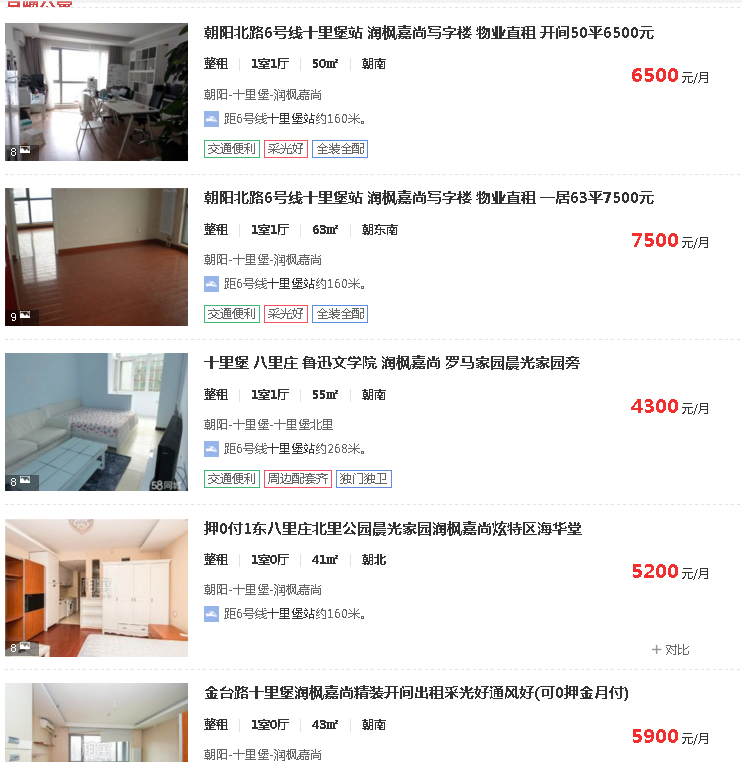 朝阳北路6号线十里堡站 润枫嘉尚写字楼 物业直租 开间50平6500元
整租 1室1厅 50㎡ 朝南
6500元/月
朝阳-十里堡-润枫嘉尚
距6号线十里堡站约160米。
8
交通便利 采光好 全装全配
朝阳北路6号线十里堡站 润枫嘉尚写字楼 物业直租 一居63平7500元
整租 1室1厅 63㎡ 朝东南
7500元/月
朝阳-十里堡-润枫嘉尚
距6号线十里堡站约160米。
9
交通便利 采光好 全装全配
十里堡 八里庄 鲁迅文学院 润枫嘉尚 罗马家园晨光家园旁
整租 1室1厅 55㎡ 朝南
4300元/月
朝阳-十里堡-十里堡北里
距6号线十里堡站约268米。
8
58同城
交通便利 周边配套齐 独门独卫
押0付1东八里庄北里公园晨光家园润枫嘉尚炫特区海华堂
整租 1室0厅 41㎡ 朝北
5200元/月
朝阳-十里堡-润枫嘉尚
距6号线十里堡站约160米。
8
+ 对比
金台路十里堡润枫嘉尚精装开间出租采光好通风好(可0押金月付)
整租 1室0厅 43㎡ 朝南
5900元/月
朝阳-十里堡-润枫嘉尚